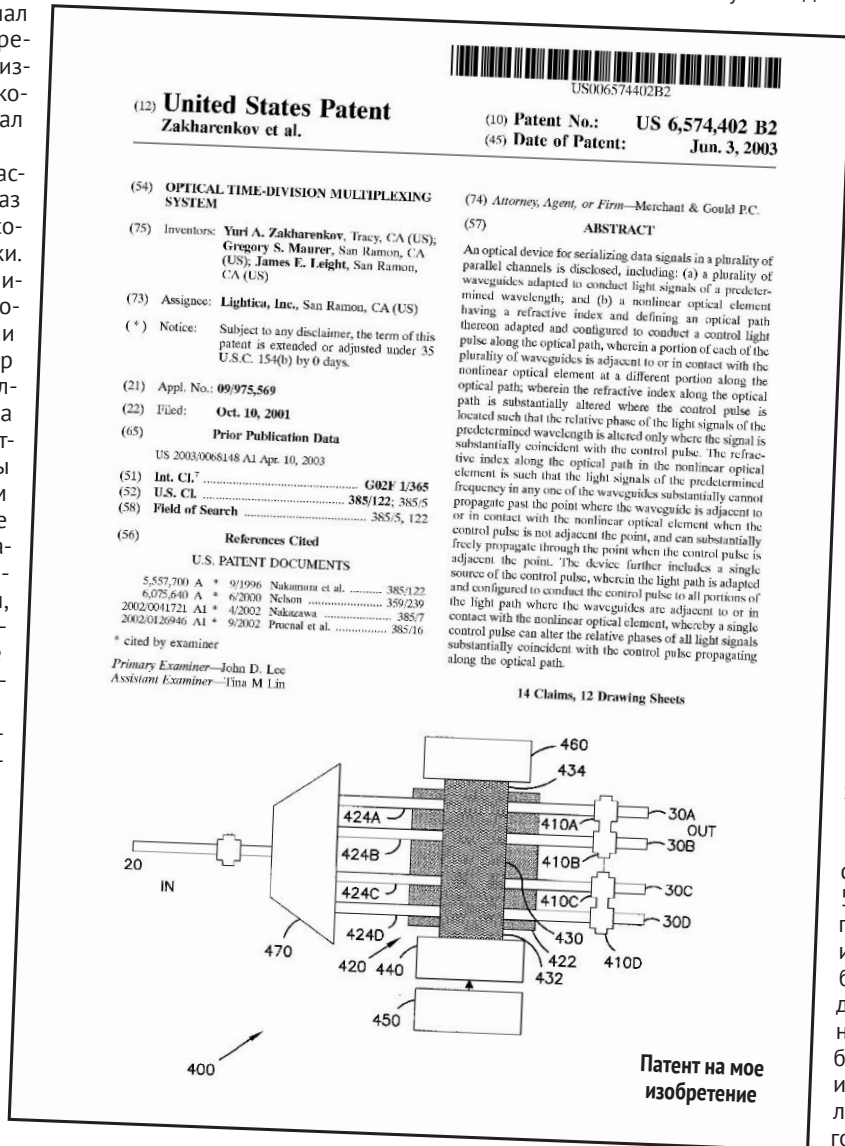 US006574402B2
(12) United States Patent
Zakharenkov et al.
(10) Patent No.: US 6,574,402 B2
(45) Date of Patent: Jun. 3, 2003
(54) OPTICAL TIME-DIVISION MULTIPLEXING
SYSTEM
(75) Inventors: Yuri A. Zakharenkov, Tracy, CA (US);
Gregory S. Maurer, San Ramon, CA
(US); James E. Leight, San Ramon,
CA (US)
(73) Assignee: Lightica, Inc., San Ramon, CA (US)
( * ) Notice: Subject to any disclaimer, the term of this
patent is extended or adjusted under 35
U.S.C. 154(b) by 0 days.
(21) Appl. No.: 09/975,569
(22) Filed: Oct. 10, 2001
(65) Prior Publication Data
US 2003/0068148 A1 Apr. 10, 2003
(51) Int. Cl.7 ................................ G02F 1/365
(52) U.S. Cl. ................................ 385/122; 385/5
(58) Field of Search ................................ 385/5, 122
(56) References Cited
U.S. PATENT DOCUMENTS
5,557,700 A * 9/1996 Nakamura et al. .......... 385/122
6,075,640 A * 6/2000 Nelson ...................... 359/239
2002/0041721 A1 * 4/2002 Nakazawa .................. 385/7
2002/0126946 A1 * 9/2002 Prucnal et al. ................ 385/16
* cited by examiner
Primary Examiner—John D. Lee
Assistant Examiner—Tina M Lin
(74) Attorney, Agent, or Firm—Merchant & Gould P.C.
(57) ABSTRACT
An optical device for serializing data signals in a plurality of
parallel channels is disclosed, including: (a) a plurality of
waveguides adapted to conduct light signals of a predeter-
mined wavelength; and (b) a nonlinear optical element
having a refractive index and defining an optical path
thereon adapted and configured to conduct a control light
pulse along the optical path, wherein a portion of each of the
plurality of waveguides is adjacent to or in contact with the
nonlinear optical element at a different portion along the
optical path; wherein the refractive index along the optical
path is substantially altered where the control pulse is
located such that the relative phase of the light signals of the
predetermined wavelength is altered only where the signal is
substantially coincident with the control pulse. The refrac-
tive index along the optical path in the nonlinear optical
element is such that the light signals of the predetermined
frequency in any one of the waveguides substantially cannot
propagate past the point where the waveguide is adjacent to
or in contact with the nonlinear optical element when the
control pulse is not adjacent the point, and can substantially
freely propagate through the point when the control pulse is
adjacent the point. The device further includes a single
source of the control pulse, wherein the light path is adapted
and configured to conduct the control pulse to all portions of
the light path where the waveguides are adjacent to or in
contact with the nonlinear optical element, whereby a single
control pulse can alter the relative phases of all light signals
substantially coincident with the control pulse propagating
along the optical path.
14 Claims, 12 Drawing Sheets
460
434
424A
410A
30A
OUT
424B
410B
30B
20
IN
424C
410C
30C
424D
30D
470
420
440
430
422
432
410D
450
400
Патент на мое
изобретение